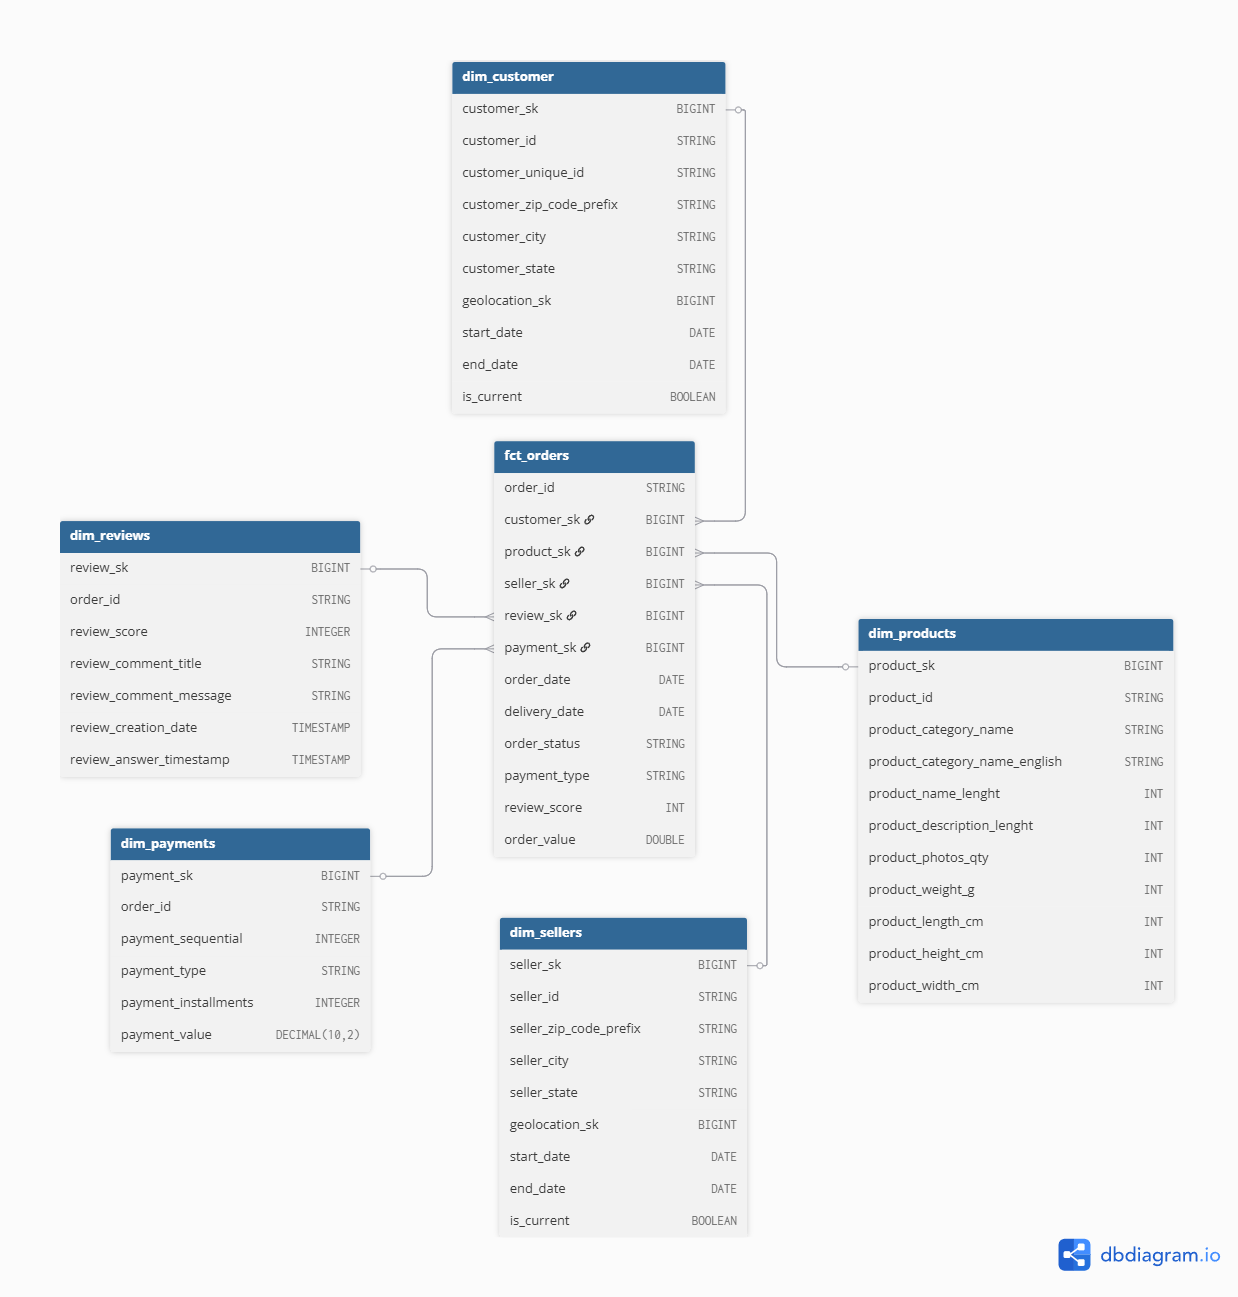 dim_customer
customer_sk BIGINT
customer_id STRING
customer_unique_id STRING
customer_zip_code_prefix STRING
customer_city STRING
customer_state STRING
geolocation_sk BIGINT
start_date DATE
end_date DATE
is_current BOOLEAN
fct_orders
order_id STRING
customer_sk BIGINT
product_sk BIGINT
seller_sk BIGINT
review_sk BIGINT
payment_sk BIGINT
order_date DATE
delivery_date DATE
order_status STRING
payment_type STRING
review_score INT
order_value DOUBLE
dim_reviews
review_sk BIGINT
order_id STRING
review_score INTEGER
review_comment_title STRING
review_comment_message STRING
review_creation_date TIMESTAMP
review_answer_timestamp TIMESTAMP
dim_products
product_sk BIGINT
product_id STRING
product_category_name STRING
product_category_name_english STRING
product_name_lenght INT
product_description_lenght INT
product_photos_qty INT
product_weight_g INT
product_length_cm INT
product_height_cm INT
product_width_cm INT
dim_payments
payment_sk BIGINT
order_id STRING
payment_sequential INTEGER
payment_type STRING
payment_installments INTEGER
payment_value DECIMAL(10,2)
dim_sellers
seller_sk BIGINT
seller_id STRING
seller_zip_code_prefix STRING
seller_city STRING
seller_state STRING
geolocation_sk BIGINT
start_date DATE
end_date DATE
is_current BOOLEAN
dbdiagram.io